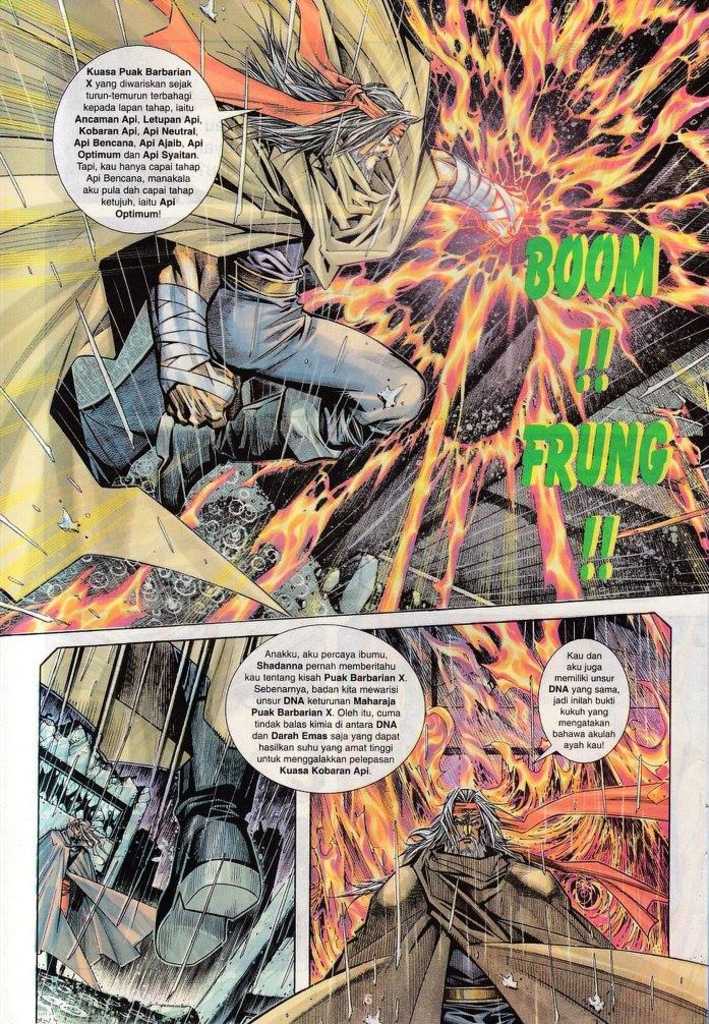 Kuasa Puak Barbarian
X yang diwariskan sejak
turun-temurun terbahagi
kepada lapan tahap, iaitu
Ancaman Api, Letupan Api,
Kobaran Api, Api Neutral,
Api Bencana, Api Ajaib, Api
Optimum dan Api Syaitan.
Tapi, kau hanya capai tahap
Api Bencana, manakala
aku pula dah capai tahap
ketujuh, iaitu Api
Optimum!
BOOM
!!
FRUNG
!!
Anakku, aku percaya ibumu,
Shadanna pernah memberitahu
kau tentang kisah Puak Barbarian X.
Sebenarnya, badan kita mewarisi
unsur DNA keturunan Maharaja
Puak Barbarian X. Oleh itu, cuma
tindak balas kimia di antara DNA
dan Darah Emas saja yang dapat
hasilkan suhu yang amat tinggi
untuk menggalakkan pelepasan
Kuasa Kobaran Api.
Kau dan
aku juga
memiliki unsur
DNA yang sama,
jadi inilah bukti
kukuh yang
mengatakan
bahawa akulah
ayah kau!
6